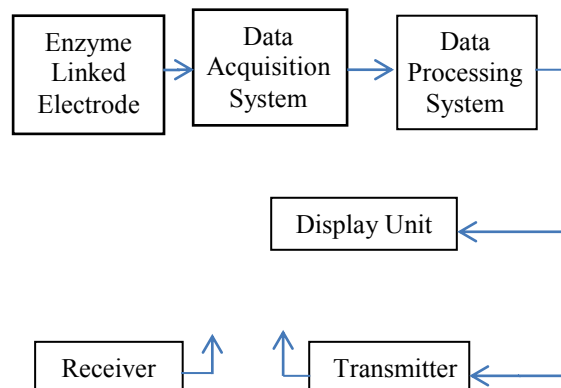 Enzyme
Linked
Electrode
Data
Acquisition
System
Data
Processing
System
Display Unit
Receiver
Transmitter